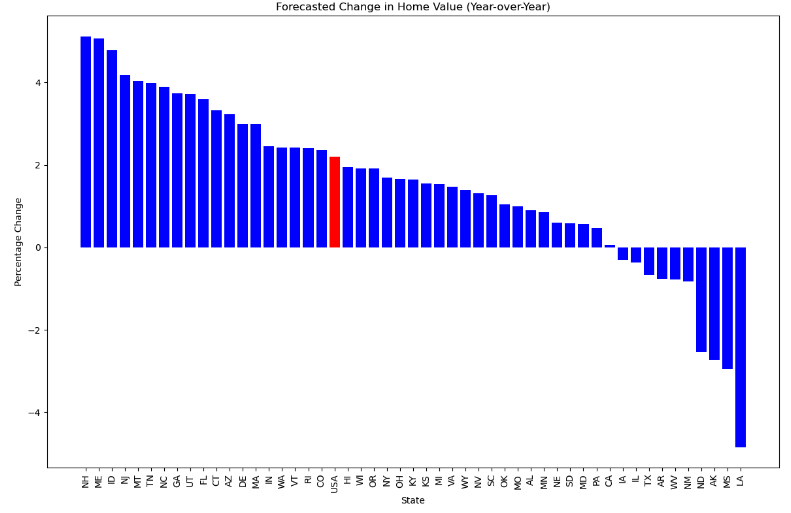 Forecasted Change in Home Value (Year-over-Year)
Percentage Change
4
2
0
−2
−4
NH ME ID NJ MT TN NC GA UT FL CT AZ DE MA IN WA VT RI CO USA HI WI OR NY OH KY KS MI VA WY NV SC OK MO AL MN NE SD MD PA CA IA IL TX AR WV NM ND AK MS LA
State